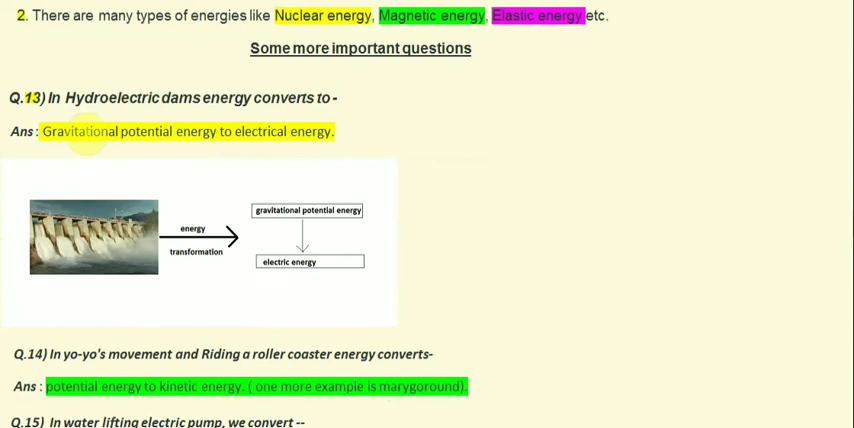 2. There are many types of energies like Nuclear energy, Magnetic energy, Elastic energy etc.
Some more important questions
Q.13) In Hydroelectric dams energy converts to -
Ans : Gravitational potential energy to electrical energy.
gravitational potential energy
energy
transformation
electric energy
Q.14) In yo-yo's movement and Riding a roller coaster energy converts-
Ans : potential energy to kinetic energy. ( one more example is marygoround).
Q.15) In water lifting electric pump, we convert --